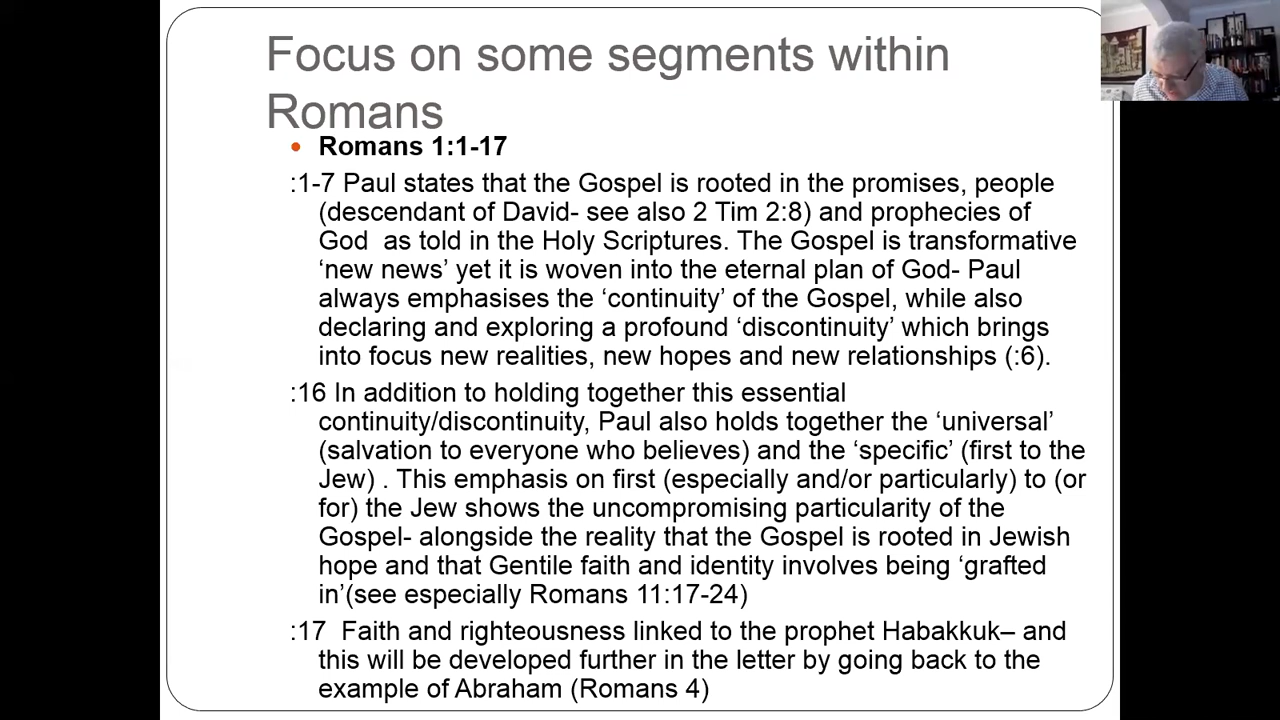 Focus on some segments within
Romans
• Romans 1:1-17
:1-7 Paul states that the Gospel is rooted in the promises, people
(descendant of David- see also 2 Tim 2:8) and prophecies of
God  as told in the Holy Scriptures. The Gospel is transformative
‘new news’ yet it is woven into the eternal plan of God- Paul
always emphasises the ‘continuity’ of the Gospel, while also
declaring and exploring a profound ‘discontinuity’ which brings
into focus new realities, new hopes and new relationships (:6).
:16 In addition to holding together this essential
continuity/discontinuity, Paul also holds together the ‘universal’
(salvation to everyone who believes) and the ‘specific’ (first to the
Jew) . This emphasis on first (especially and/or particularly) to (or
for) the Jew shows the uncompromising particularity of the
Gospel- alongside the reality that the Gospel is rooted in Jewish
hope and that Gentile faith and identity involves being ‘grafted
in’(see especially Romans 11:17-24)
:17  Faith and righteousness linked to the prophet Habakkuk– and
this will be developed further in the letter by going back to the
example of Abraham (Romans 4)